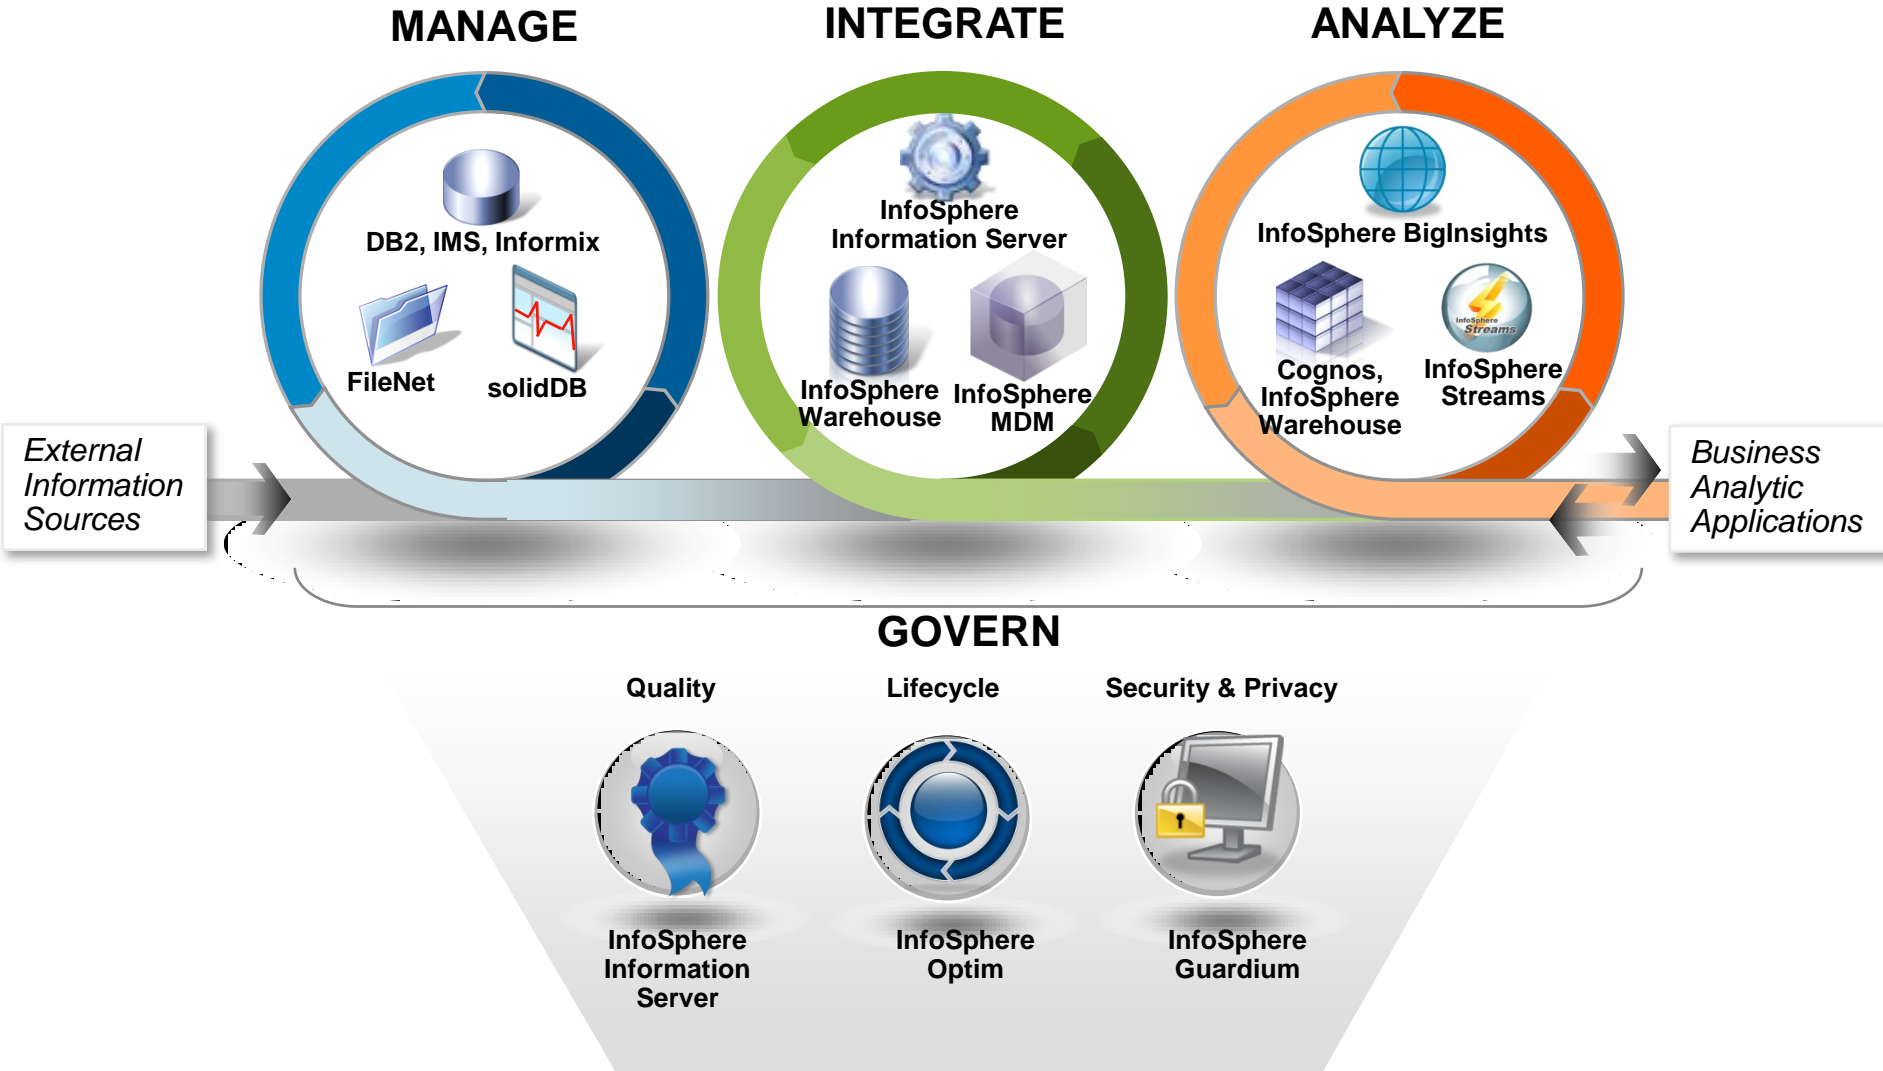 MANAGE
INTEGRATE
ANALYZE
DB2, IMS, Informix
FileNet
solidDB
InfoSphere
Information Server
InfoSphere
Warehouse
InfoSphere
MDM
InfoSphere BigInsights
Cognos,
InfoSphere
Warehouse
InfoSphere
Streams
InfoSphere
Streams
External
Information
Sources
Business
Analytic
Applications
GOVERN
Quality
Lifecycle
Security & Privacy
InfoSphere
Information
Server
InfoSphere
Optim
InfoSphere
Guardium